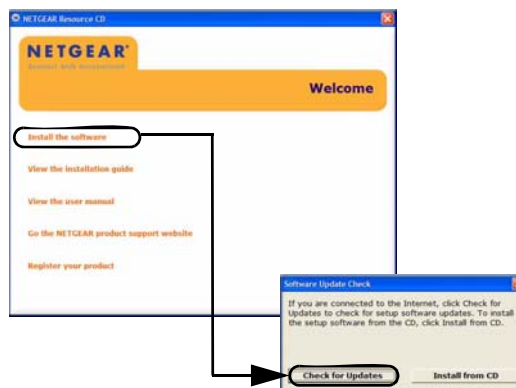 NETGEAR Resource CD
NETGEAR®
Welcome
Install the software
View the installation guide
View the user manual
Go the NETGEAR product support website
Register your product
Software Update Check
If you are connected to the Internet, click Check for
Updates to check for setup software updates. To install
the setup software from the CD, click Install from CD.
Check for Updates
Install from CD